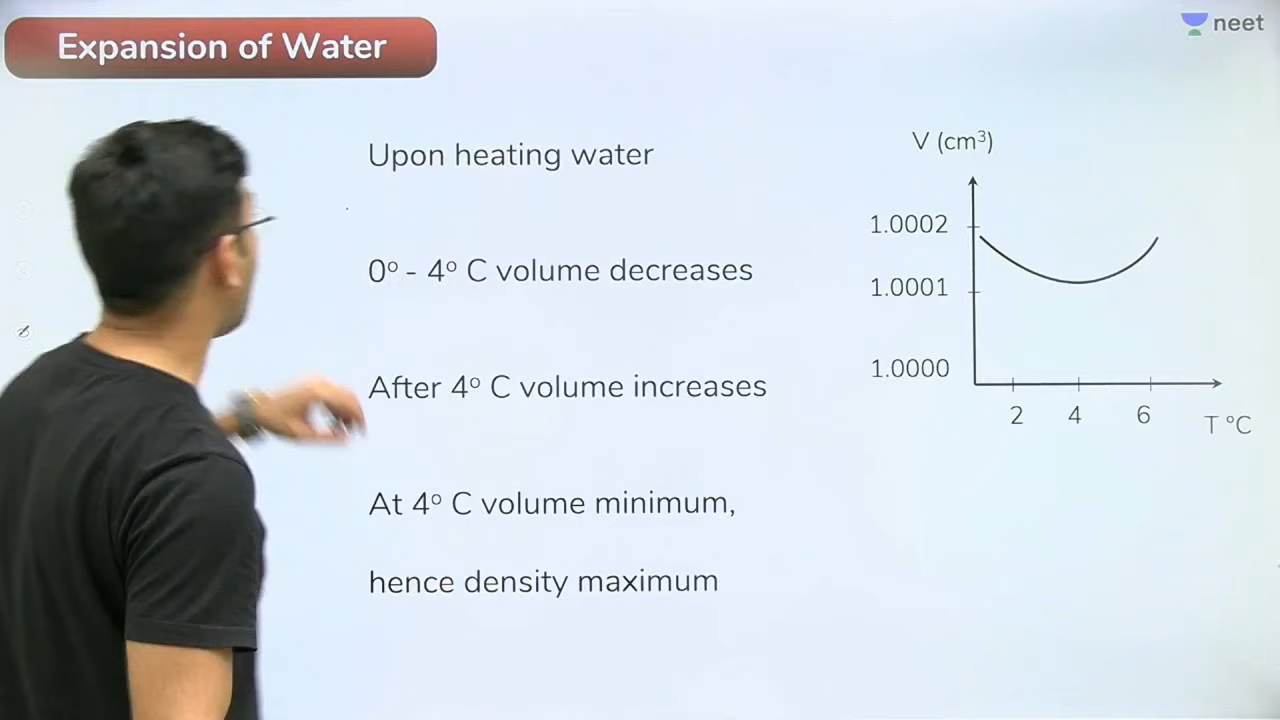 Expansion of Water
neet
Upon heating water
0° - 4° C volume decreases
After 4° C volume increases
At 4° C volume minimum,
hence density maximum
V (cm³)
1.0002
1.0001
1.0000
2 4 6
T °C